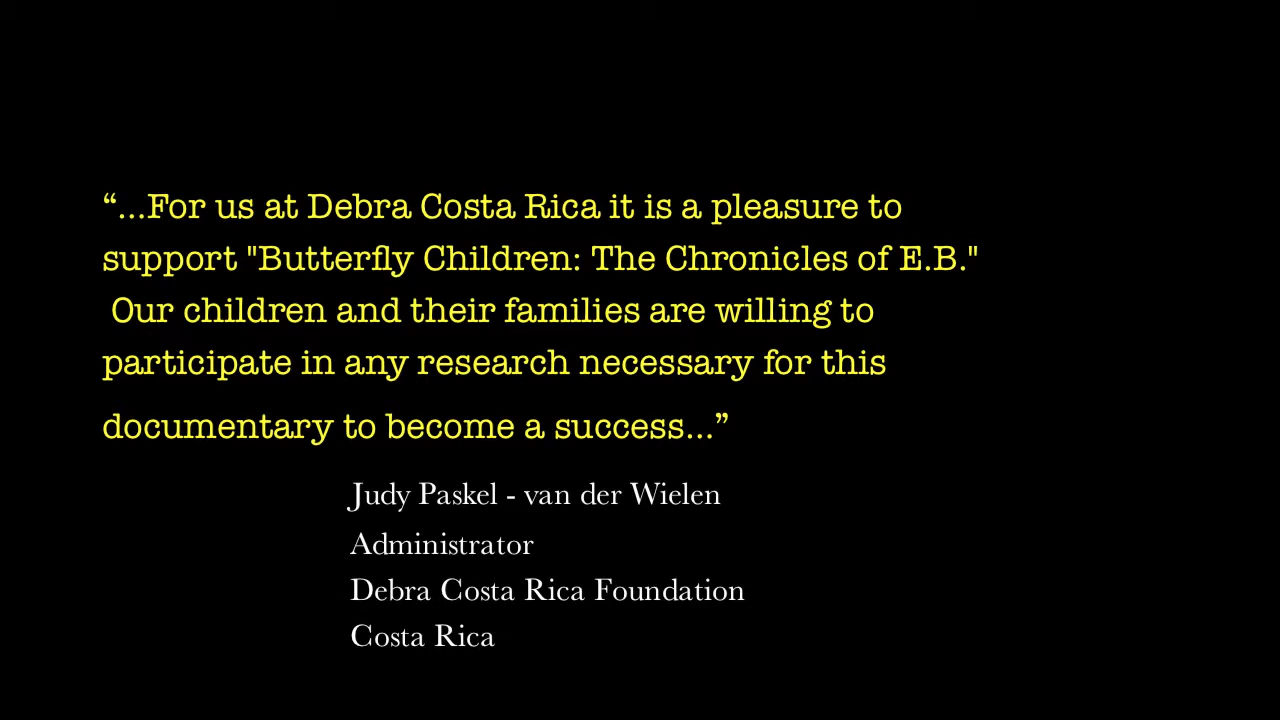 “...For us at Debra Costa Rica it is a pleasure to
support "Butterfly Children: The Chronicles of E.B."
Our children and their families are willing to
participate in any research necessary for this
documentary to become a success...”
Judy Paskel - van der Wielen
Administrator
Debra Costa Rica Foundation
Costa Rica